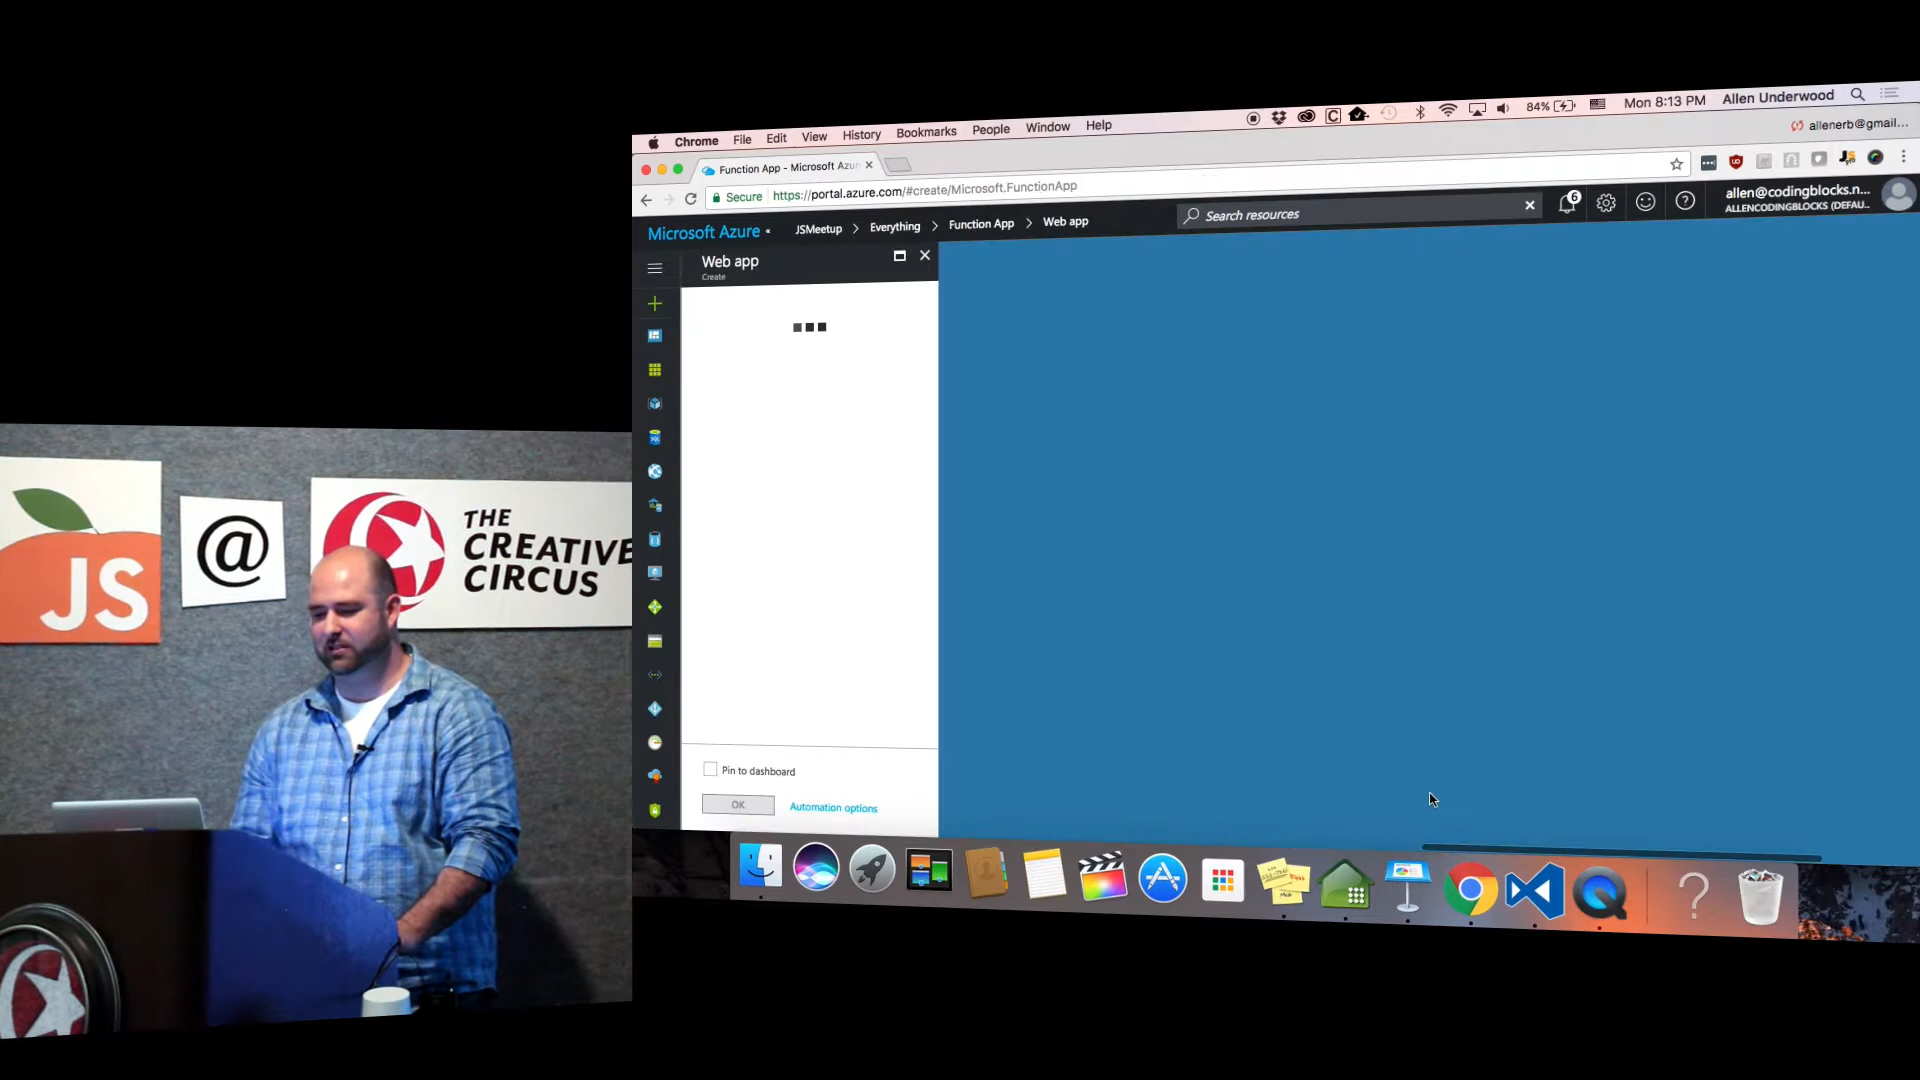 JS
@
THE
CREATIVE
CIRCUS
Chrome File Edit View History Bookmarks People Window Help
84% Mon 8:13 PM Allen Underwood
allenerb@gmail...
Function App - Microsoft Azu
Secure https://portal.azure.com/#create/Microsoft.FunctionApp
Microsoft Azure JSMeetup > Everything > Function App > Web app
Search resources
6
allen@codingblocks.n...
ALLENCODINGBLOCKS (DEFAU...
Web app
Create
Pin to dashboard
OK Automation options